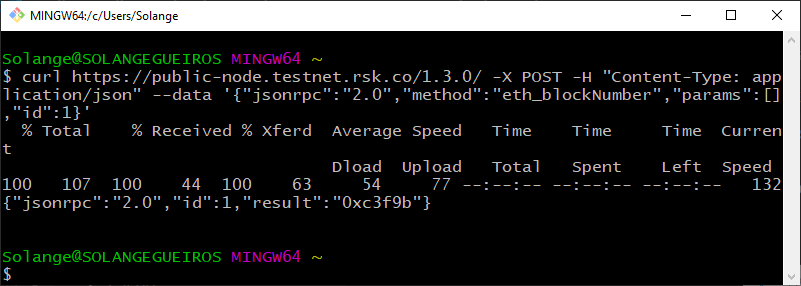 MINGW64:/c/Users/Solange
Solange@SOLANGEGUEIROS MINGW64 ~
$ curl https://public-node.testnet.rsk.co/1.3.0/ -X POST -H "Content-Type: app
lication/json" --data '{"jsonrpc":"2.0","method":"eth_blockNumber","params":[]
,"id":1}'
  % Total    % Received % Xferd  Average Speed   Time    Time     Time  Curren
t
                                 Dload  Upload   Total   Spent    Left  Speed
100   107  100    44  100    63     54     77 --:--:-- --:--:-- --:--:--   132
{"jsonrpc":"2.0","id":1,"result":"0xc3f9b"}
Solange@SOLANGEGUEIROS MINGW64 ~
$